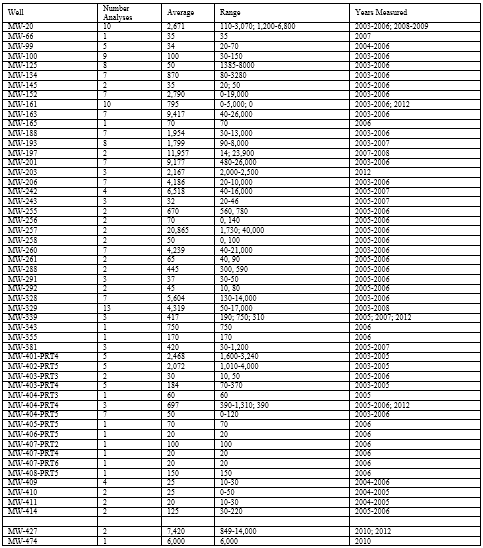 Well Number Analyses Average Range Years Measured
MW-20 10 2,671 110-3,070; 1,200-6,800 2003-2006; 2008-2009
MW-66 1 35 35 2007
MW-99 5 34 20-70 2004-2006
MW-100 9 100 30-150 2003-2006
MW-125 8 50 1385-8000 2003-2006
MW-134 7 870 80-3280 2003-2006
MW-145 2 35 20; 50 2005-2006
MW-152 7 2,790 0-19,000 2003-2006
MW-161 10 795 0-5,000; 0 2003-2006; 2012
MW-163 7 9,417 40-26,000 2003-2006
MW-165 1 70 70 2006
MW-188 7 1,954 30-13,000 2003-2006
MW-193 8 1,799 90-8,000 2003-2007
MW-197 2 11,957 14; 23,900 2007-2008
MW-201 7 9,177 480-26,000 2003-2006
MW-203 3 2,167 2,000-2,500 2012
MW-206 7 4,186 20-10,000 2003-2006
MW-242 4 6,518 40-16,000 2005-2007
MW-243 3 32 20-46 2005-2007
MW-255 2 670 560, 780 2005-2006
MW-256 2 70 0, 140 2005-2006
MW-257 2 20,865 1,730; 40,000 2005-2006
MW-258 2 50 0, 100 2005-2006
MW-260 7 4,239 40-21,000 2003-2006
MW-261 2 65 40, 90 2005-2006
MW-288 2 445 300, 590 2005-2006
MW-291 3 37 30-50 2005-2006
MW-292 2 45 10, 80 2005-2006
MW-328 7 5,604 130-14,000 2003-2006
MW-329 13 4,319 50-17,000 2003-2008
MW-339 3 417 190; 750; 310 2005; 2007; 2012
MW-343 1 750 750 2006
MW-355 1 170 170 2006
MW-381 3 420 30-1,200 2005-2007
MW-401-PRT4 5 2,468 1,600-3,240 2003-2005
MW-402-PRT5 5 2,072 1,010-4,000 2003-2005
MW-403-PRT3 2 30 10, 50 2005-2006
MW-403-PRT4 5 184 70-370 2003-2005
MW-404-PRT3 1 60 60 2005
MW-404-PRT4 3 697 390-1,310; 390 2005-2006; 2012
MW-404-PRT5 7 50 0-120 2003-2006
MW-405-PRT5 1 70 70 2006
MW-406-PRT5 1 20 20 2006
MW-407-PRT2 1 100 100 2006
MW-407-PRT4 1 20 20 2006
MW-407-PRT6 1 20 20 2006
MW-408-PRT5 1 150 150 2006
MW-409 4 25 10-30 2004-2006
MW-410 2 25 0-50 2004-2005
MW-411 2 20 10-30 2004-2005
MW-414 2 125 30-220 2005-2006
MW-427 2 7,420 849-14,000 2010; 2012
MW-474 1 6,000 6,000 2010